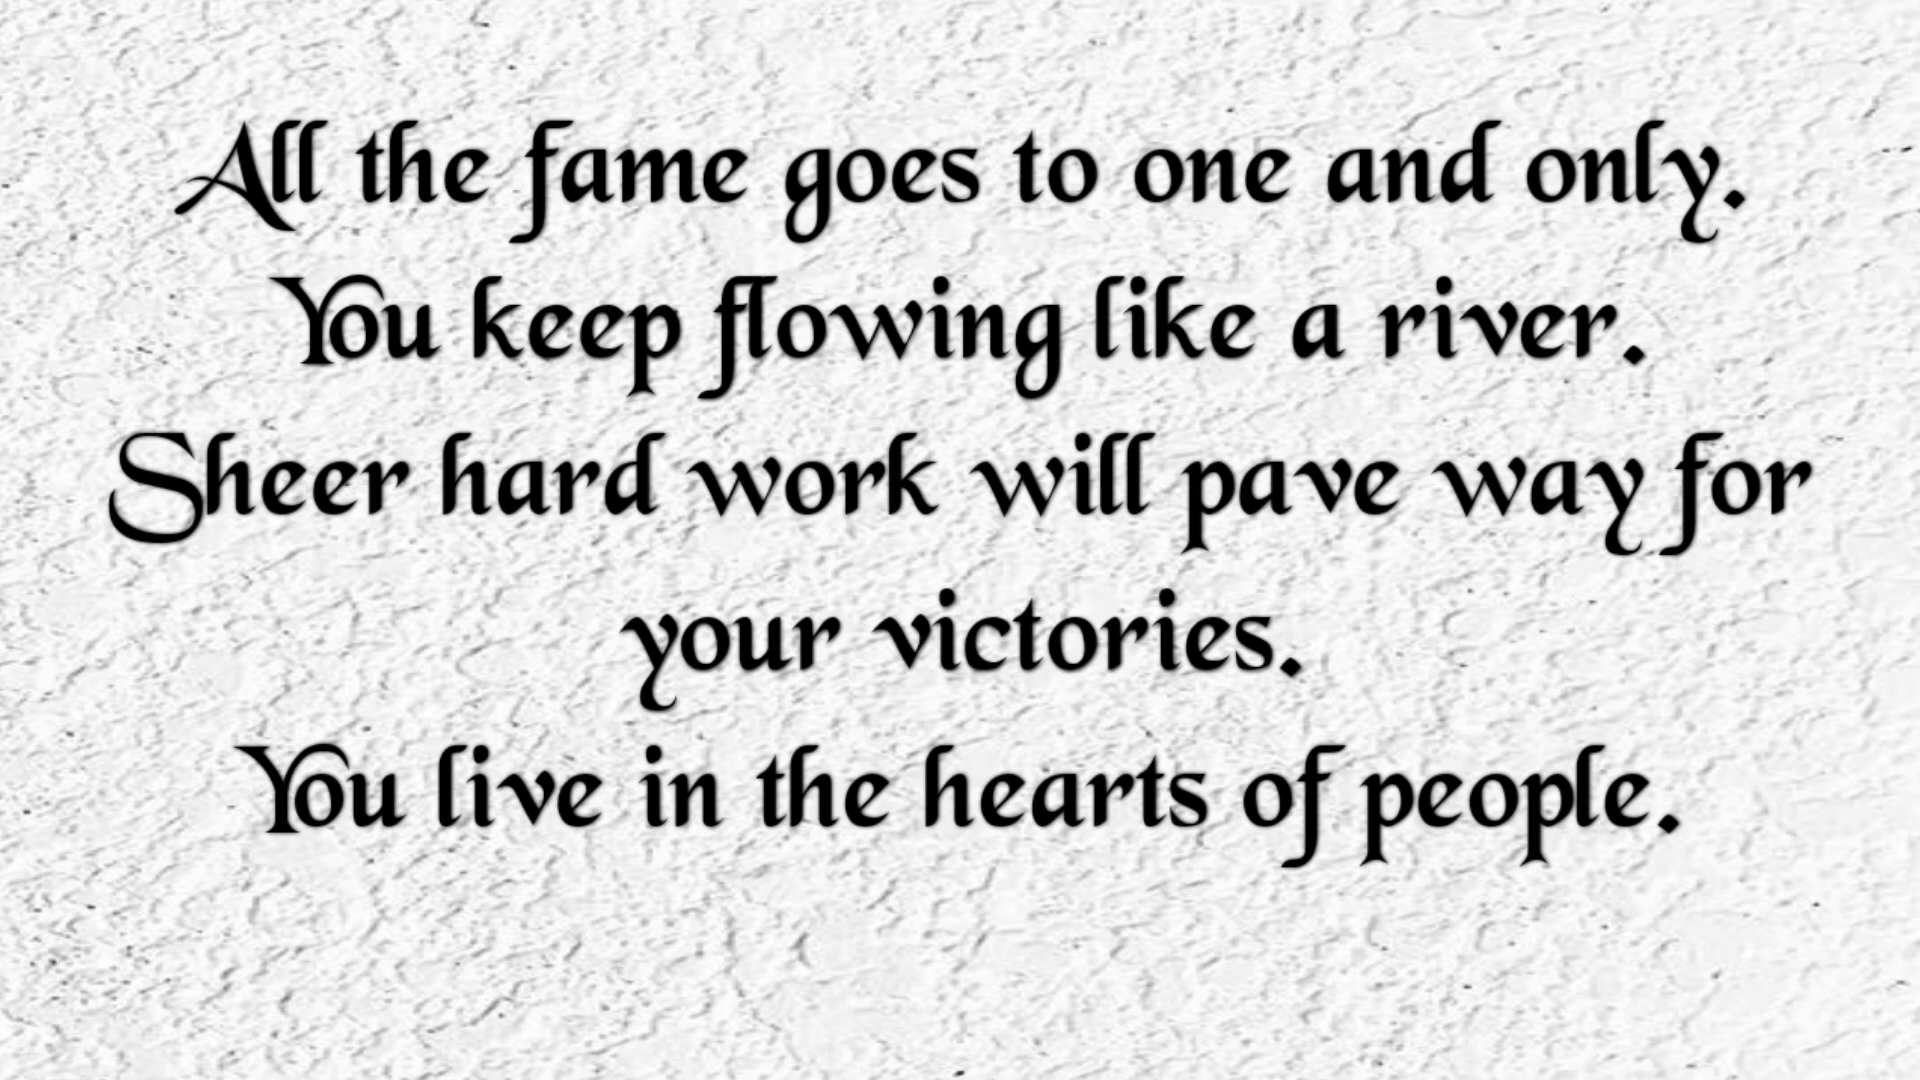 All the fame goes to one and only.
You keep flowing like a river.
Sheer hard work will pave way for
your victories.
You live in the hearts of people.